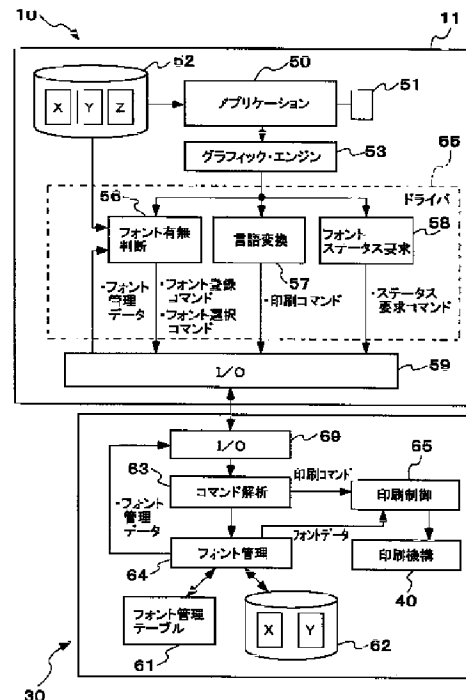 10
11
52
50
51
X Y Z
アプリケーション
53
グラフィック・エンジン
55
ドライバ
56
フォント有無
判断
言語変換
57
フォント
ステータス要求
58
・フォント
管理
データ
・フォント登録
コマンド
・フォント選択
コマンド
・印刷コマンド
・ステータス
要求コマンド
59
I/O
69
I/O
63
コマンド解析
印刷コマンド
65
印刷制御
・フォント
管理
データ
フォントデータ
フォント管理
64
印刷機構
40
フォント管理
テーブル
61
X Y
62
30